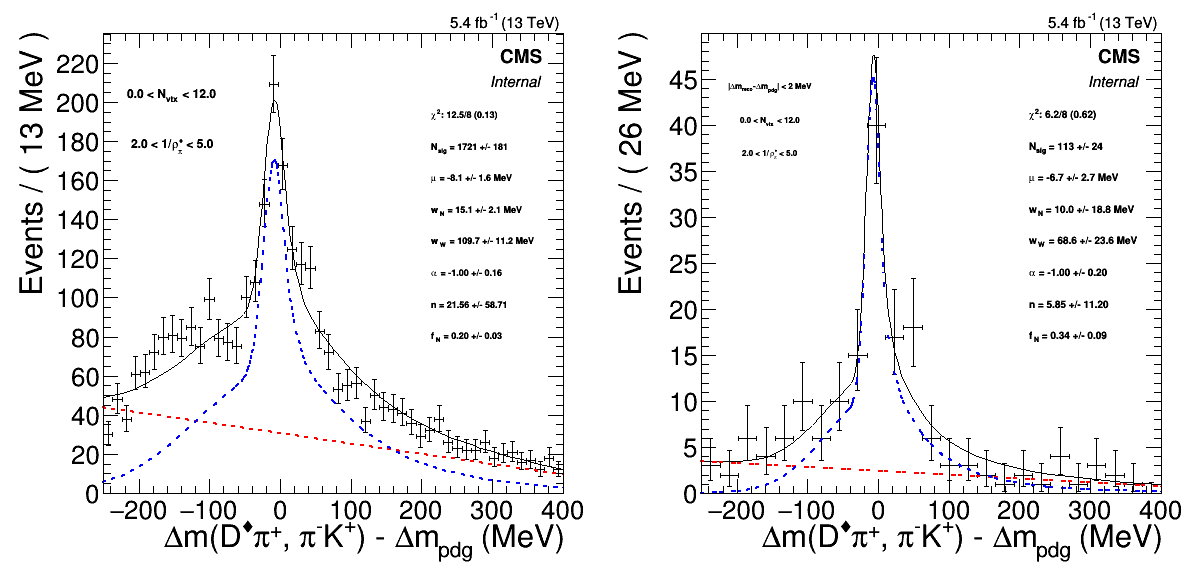 5.4 fb⁻¹ (13 TeV)
Events / ( 13 MeV )
220
200
180
160
140
120
100
80
60
40
20
0
CMS
Internal
0.0 < N_vtx < 12.0
2.0 < 1/ρ*_π < 5.0
χ²: 12.5/8 (0.13)
N_sig = 1721 +/- 181
μ = -8.1 +/- 1.6 MeV
w_N = 15.1 +/- 2.1 MeV
w_W = 109.7 +/- 11.2 MeV
α = -1.00 +/- 0.16
n = 21.56 +/- 58.71
f_N = 0.20 +/- 0.03
−200 −100 0 100 200 300 400
Δm(D♦π⁺, π⁻K⁺) - Δm_pdg (MeV)
5.4 fb⁻¹ (13 TeV)
Events / ( 26 MeV )
45
40
35
30
25
20
15
10
5
0
CMS
Internal
|Δm_reco-Δm_pdg| < 2 MeV
0.0 < N_vtx < 12.0
2.0 < 1/ρ*_π < 5.0
χ²: 6.2/8 (0.62)
N_sig = 113 +/- 24
μ = -6.7 +/- 2.7 MeV
w_N = 10.0 +/- 18.8 MeV
w_W = 68.6 +/- 23.6 MeV
α = -1.00 +/- 0.20
n = 5.85 +/- 11.20
f_N = 0.34 +/- 0.09
−200 −100 0 100 200 300 400
Δm(D♦π⁺, π⁻K⁺) - Δm_pdg (MeV)